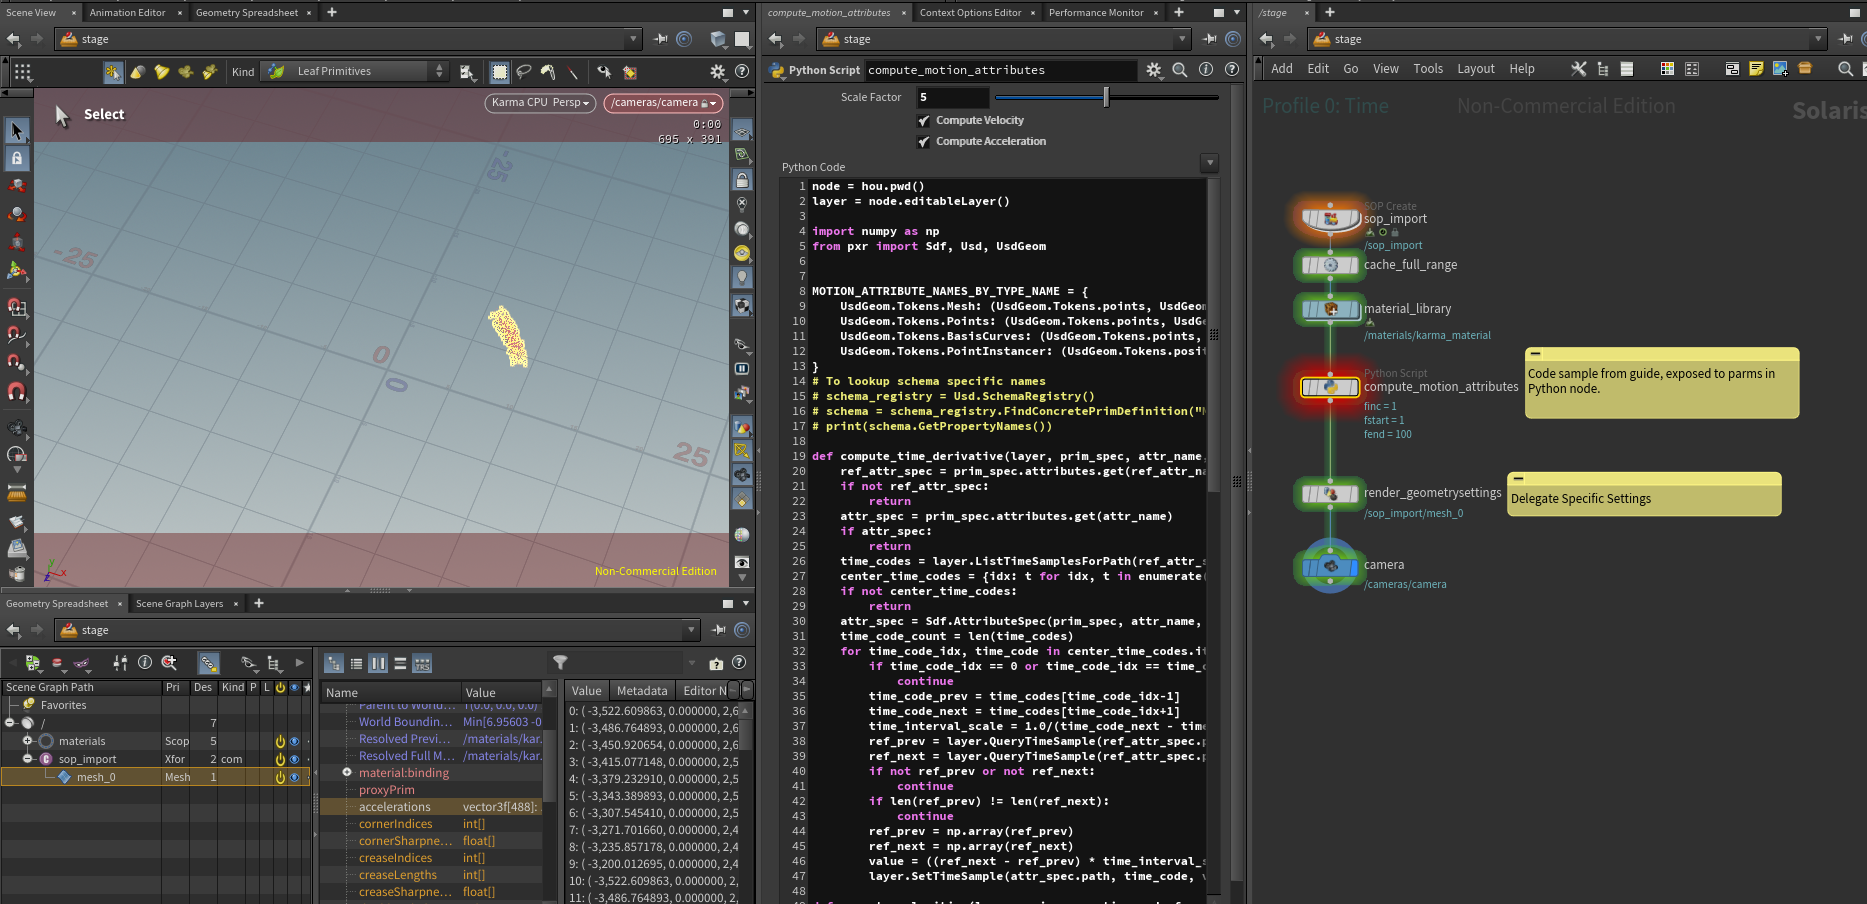 Scene View
Animation Editor
Geometry Spreadsheet
stage
Kind
Leaf Primitives
Select
Karma CPU Persp
/cameras/camera
0:00
695 x 391
-25
-25
0
0
25
Non-Commercial Edition
y
x
z
Geometry Spreadsheet
Scene Graph Layers
stage
Scene Graph Path Pri Des Kind P L
Favorites
/ 7
materials Scop 5
sop_import Xfor 2 com
mesh_0 Mesh 1
TRS
Name Value
World Boundin... Min[6.95603 -0
Resolved Previ... /materials/kar...
Resolved Full M... /materials/kar...
material:binding
proxyPrim
accelerations vector3f[488]:
cornerIndices int[]
cornerSharpne... float[]
creaseIndices int[]
creaseLengths int[]
creaseSharpne... float[]
Value Metadata Editor N
0: ( -3,522.609863, 0.000000, 2,6
1: ( -3,486.764893, 0.000000, 2,6
2: ( -3,450.920654, 0.000000, 2,6
3: ( -3,415.077148, 0.000000, 2,5
4: ( -3,379.232910, 0.000000, 2,5
5: ( -3,343.389893, 0.000000, 2,5
6: ( -3,307.545410, 0.000000, 2,5
7: ( -3,271.701660, 0.000000, 2,4
8: ( -3,235.857178, 0.000000, 2,4
9: ( -3,200.012695, 0.000000, 2,4
10: ( -3,522.609863, 0.000000, 2,
11: ( -3,486.764893, 0.000000, 2,
compute_motion_attributes
Context Options Editor
Performance Monitor
stage
Python Script compute_motion_attributes
Scale Factor 5
Compute Velocity
Compute Acceleration
Python Code
1 node = hou.pwd()
2 layer = node.editableLayer()
3
4 import numpy as np
5 from pxr import Sdf, Usd, UsdGeom
6
7
8 MOTION_ATTRIBUTE_NAMES_BY_TYPE_NAME = {
9 UsdGeom.Tokens.Mesh: (UsdGeom.Tokens.points, UsdGeom
10 UsdGeom.Tokens.Points: (UsdGeom.Tokens.points, UsdGe
11 UsdGeom.Tokens.BasisCurves: (UsdGeom.Tokens.points,
12 UsdGeom.Tokens.PointInstancer: (UsdGeom.Tokens.posit
13 }
14 # To lookup schema specific names
15 # schema_registry = Usd.SchemaRegistry()
16 # schema = schema_registry.FindConcretePrimDefinition("M
17 # print(schema.GetPropertyNames())
18
19 def compute_time_derivative(layer, prim_spec, attr_name,
20 ref_attr_spec = prim_spec.attributes.get(ref_attr_na
21 if not ref_attr_spec:
22 return
23 attr_spec = prim_spec.attributes.get(attr_name)
24 if attr_spec:
25 return
26 time_codes = layer.ListTimeSamplesForPath(ref_attr_s
27 center_time_codes = {idx: t for idx, t in enumerate(
28 if not center_time_codes:
29 return
30 attr_spec = Sdf.AttributeSpec(prim_spec, attr_name,
31 time_code_count = len(time_codes)
32 for time_code_idx, time_code in center_time_codes.it
33 if time_code_idx == 0 or time_code_idx == time_c
34 continue
35 time_code_prev = time_codes[time_code_idx-1]
36 time_code_next = time_codes[time_code_idx+1]
37 time_interval_scale = 1.0/(time_code_next - time
38 ref_prev = layer.QueryTimeSample(ref_attr_spec.p
39 ref_next = layer.QueryTimeSample(ref_attr_spec.p
40 if not ref_prev or not ref_next:
41 continue
42 if len(ref_prev) != len(ref_next):
43 continue
44 ref_prev = np.array(ref_prev)
45 ref_next = np.array(ref_next)
46 value = ((ref_next - ref_prev) * time_interval_s
47 layer.SetTimeSample(attr_spec.path, time_code, v
48
/stage
stage
Add Edit Go View Tools Layout Help
Profile 0: Time
Non-Commercial Edition
Solaris
SOP Create
sop_import
/sop_import
cache_full_range
material_library
/materials/karma_material
Python Script
compute_motion_attributes
finc = 1
fstart = 1
fend = 100
Code sample from guide, exposed to parms in
Python node.
render_geometrysettings
/sop_import/mesh_0
Delegate Specific Settings
camera
/cameras/camera